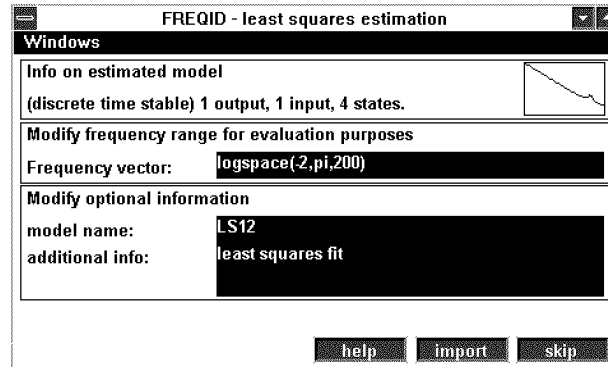 FREQID - least squares estimation
Windows
Info on estimated model
(discrete time stable) 1 output, 1 input, 4 states.
Modify frequency range for evaluation purposes
Frequency vector: logspace(-2,pi,200)
Modify optional information
model name: LS12
additional info: least squares fit
help import skip